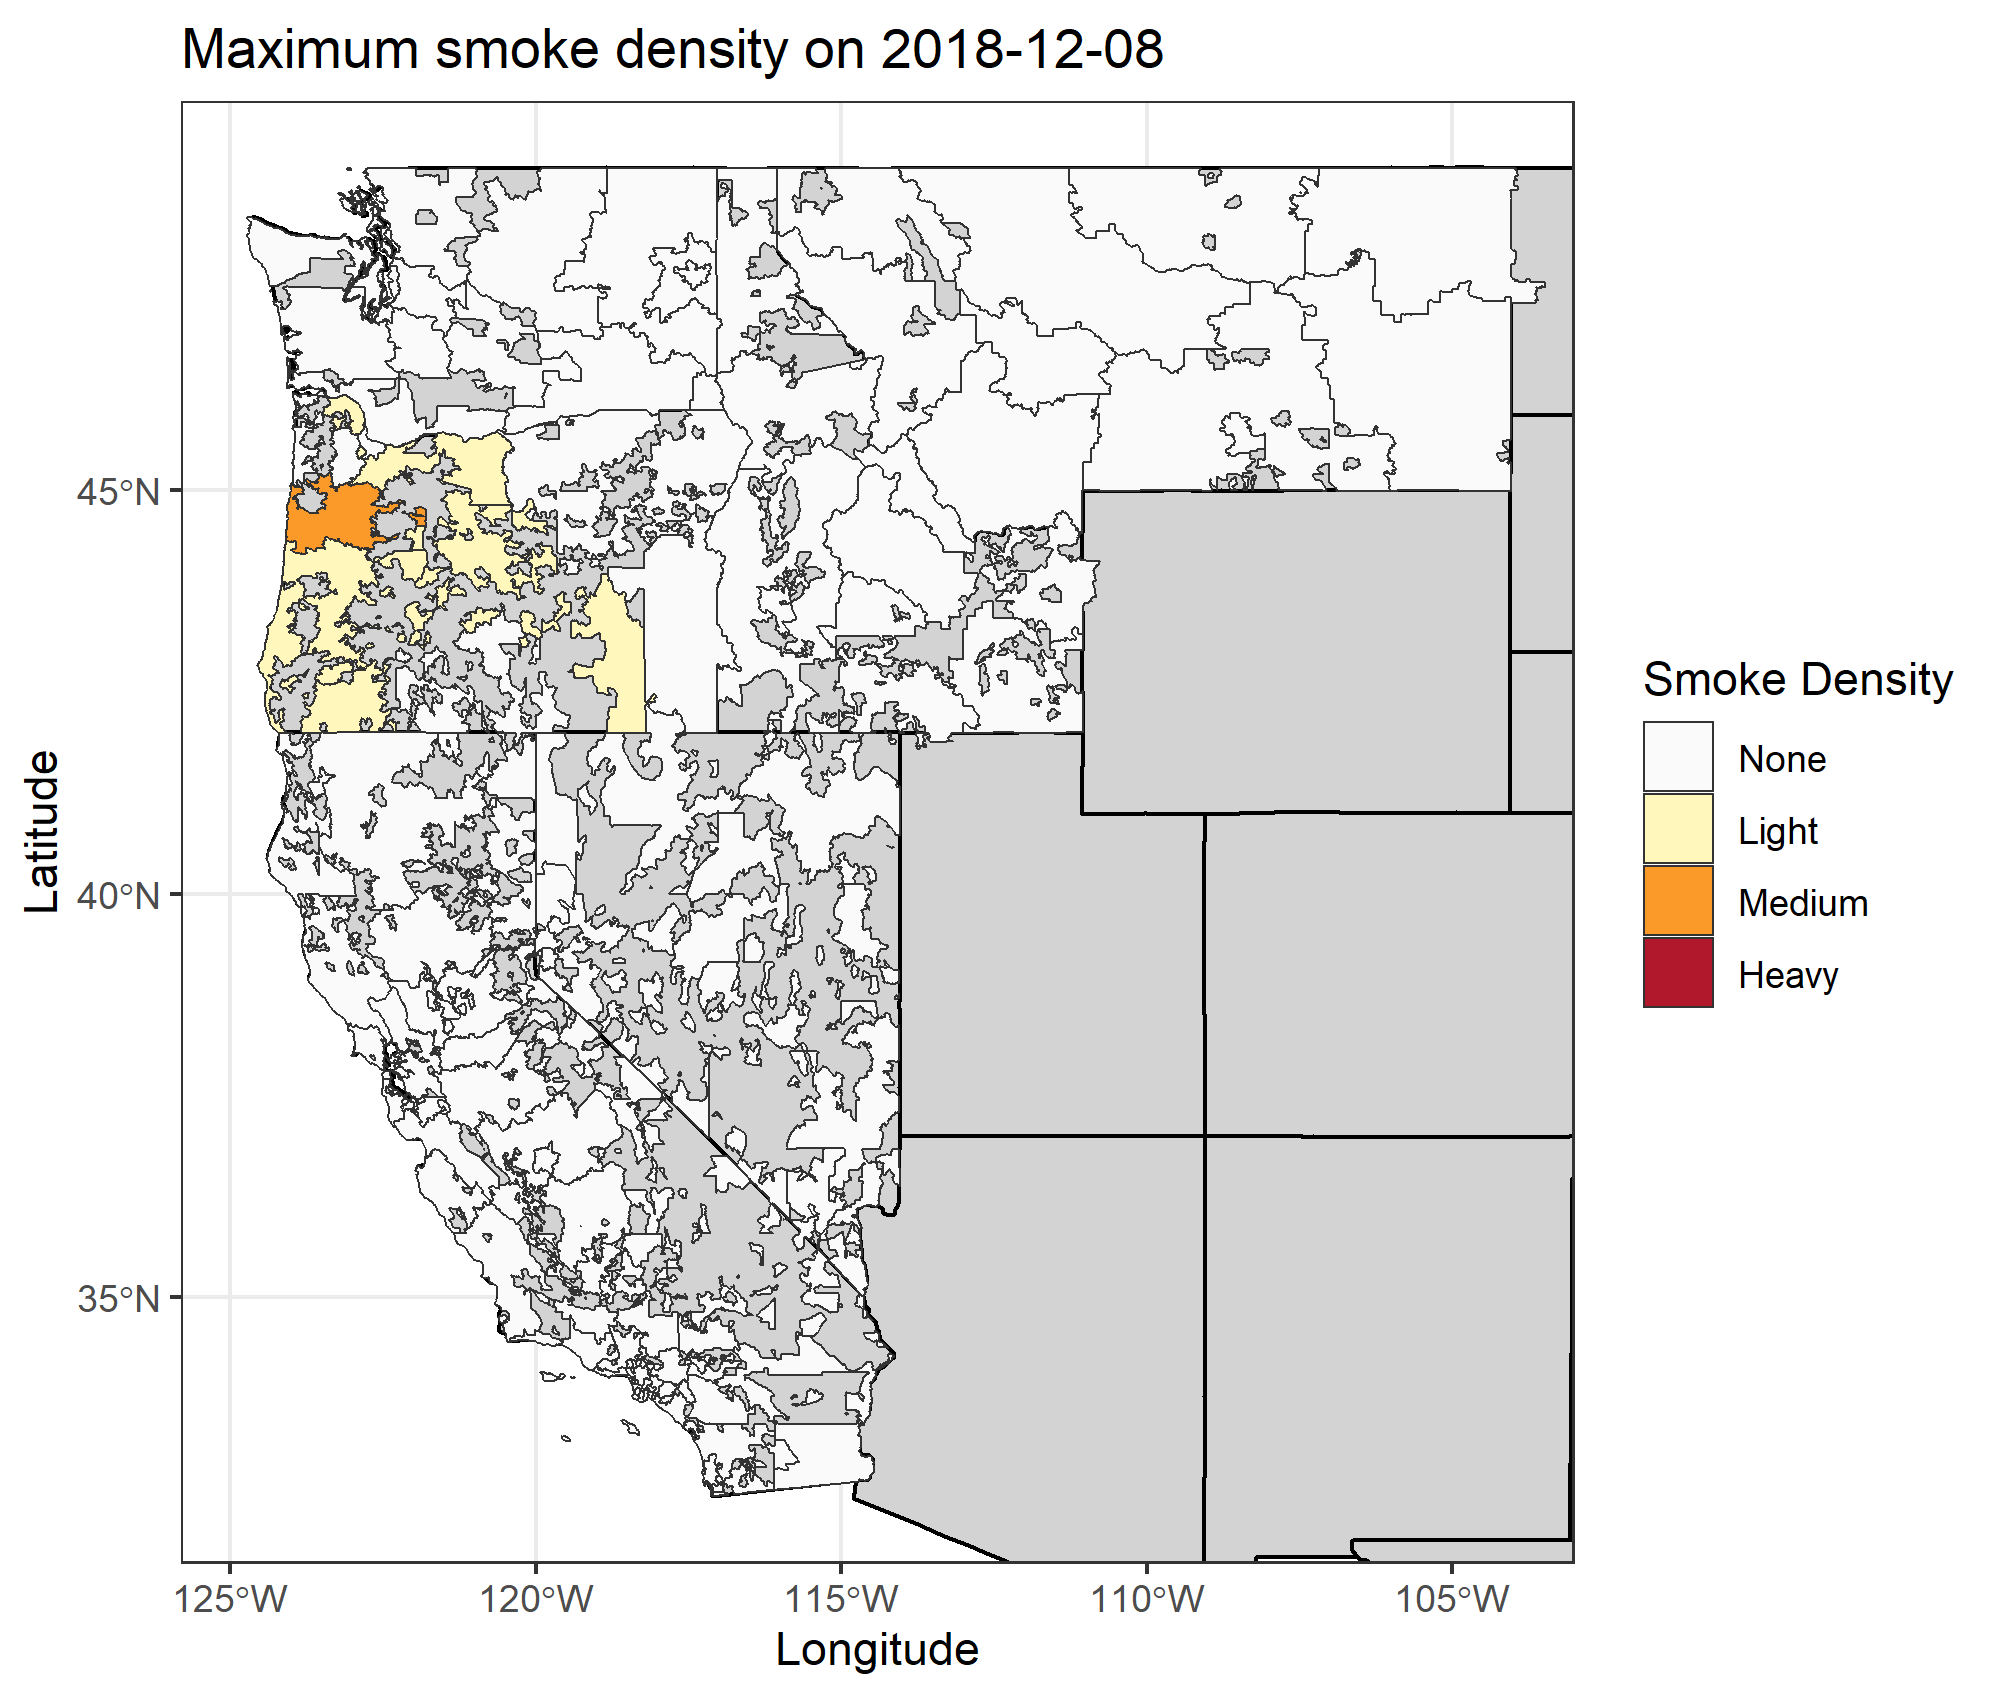 Maximum smoke density on 2018-12-08
Latitude
45°N
40°N
35°N
125°W
120°W
115°W
110°W
105°W
Longitude
Smoke Density
None
Light
Medium
Heavy